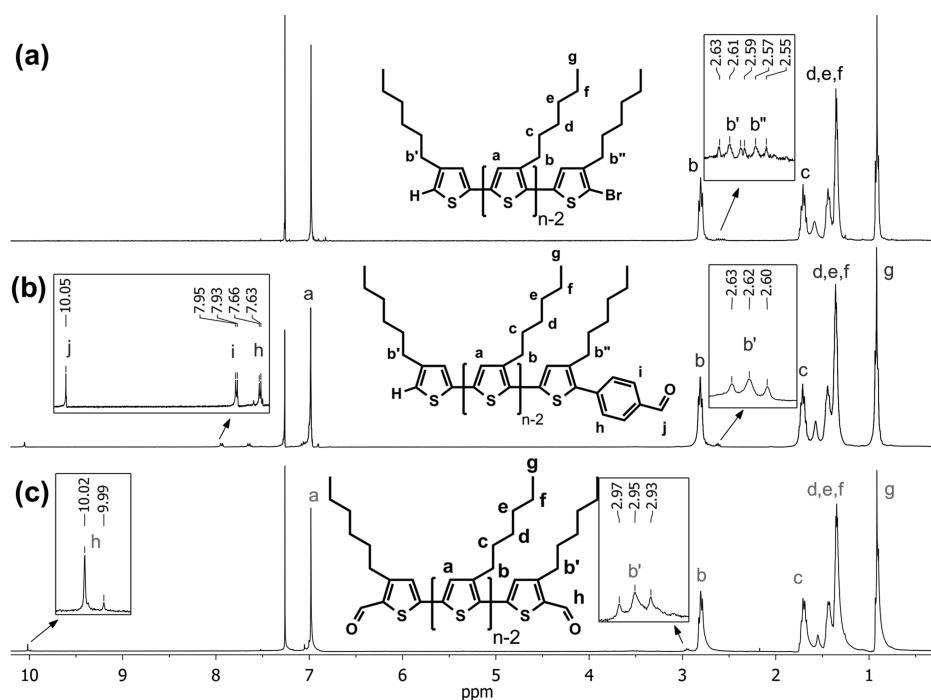 (a)
g
f
e
d
c
b'
a
b
b''
H
S
S
S
Br
n-2
2.63
2.61
2.59
2.57
2.55
b'
b''
d,e,f
b
c
(b)
10.05
7.95
7.93
7.66
7.63
j
i
h
a
g
f
e
d
c
b'
a
b
b''
H
S
S
S
n-2
i
O
h
j
2.63
2.62
2.60
b'
d,e,f
g
b
c
(c)
10.02
9.99
h
a
g
f
e
d
c
a
b
b'
h
O
S
S
S
O
n-2
2.97
2.95
2.93
b'
d,e,f
g
b
c
10 9 8 7 6 5 4 3 2 1
ppm